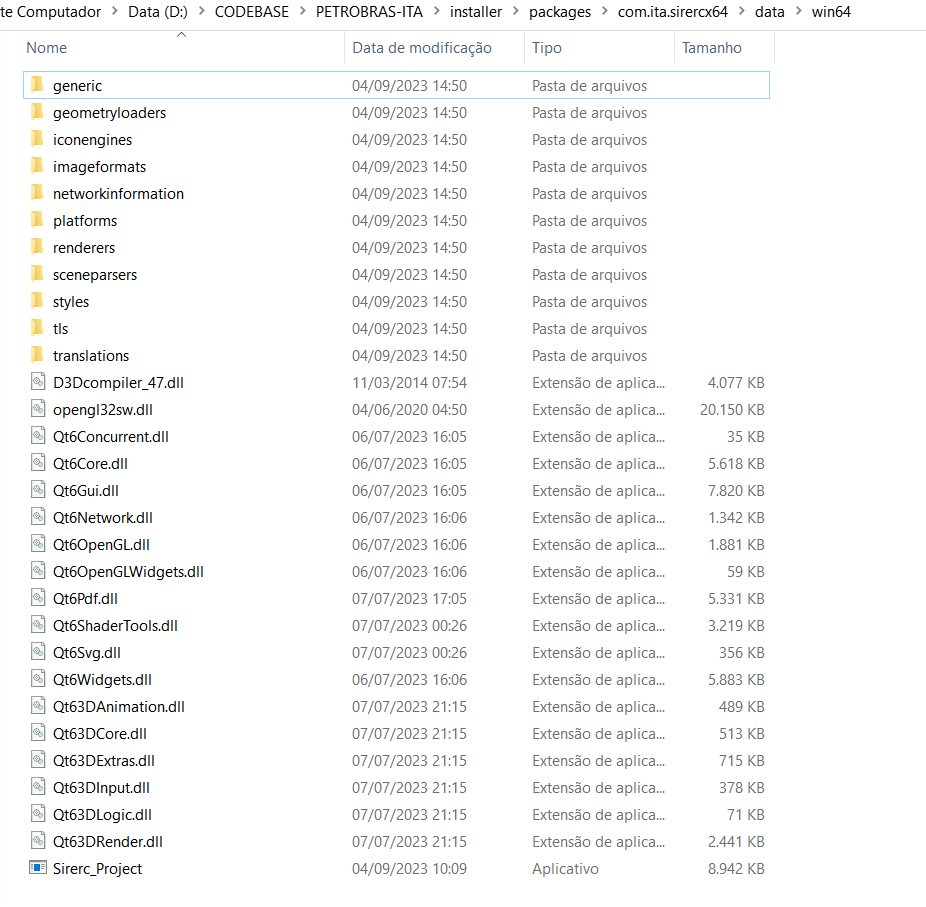 te Computador > Data (D:) > CODEBASE > PETROBRAS-ITA > installer > packages > com.ita.sirercx64 > data > win64
Nome Data de modificação Tipo Tamanho
generic 04/09/2023 14:50 Pasta de arquivos
geometryloaders 04/09/2023 14:50 Pasta de arquivos
iconengines 04/09/2023 14:50 Pasta de arquivos
imageformats 04/09/2023 14:50 Pasta de arquivos
networkinformation 04/09/2023 14:50 Pasta de arquivos
platforms 04/09/2023 14:50 Pasta de arquivos
renderers 04/09/2023 14:50 Pasta de arquivos
sceneparsers 04/09/2023 14:50 Pasta de arquivos
styles 04/09/2023 14:50 Pasta de arquivos
tls 04/09/2023 14:50 Pasta de arquivos
translations 04/09/2023 14:50 Pasta de arquivos
D3Dcompiler_47.dll 11/03/2014 07:54 Extensão de aplica... 4.077 KB
opengl32sw.dll 04/06/2020 04:50 Extensão de aplica... 20.150 KB
Qt6Concurrent.dll 06/07/2023 16:05 Extensão de aplica... 35 KB
Qt6Core.dll 06/07/2023 16:05 Extensão de aplica... 5.618 KB
Qt6Gui.dll 06/07/2023 16:05 Extensão de aplica... 7.820 KB
Qt6Network.dll 06/07/2023 16:06 Extensão de aplica... 1.342 KB
Qt6OpenGL.dll 06/07/2023 16:06 Extensão de aplica... 1.881 KB
Qt6OpenGLWidgets.dll 06/07/2023 16:06 Extensão de aplica... 59 KB
Qt6Pdf.dll 07/07/2023 17:05 Extensão de aplica... 5.331 KB
Qt6ShaderTools.dll 07/07/2023 00:26 Extensão de aplica... 3.219 KB
Qt6Svg.dll 07/07/2023 00:26 Extensão de aplica... 356 KB
Qt6Widgets.dll 06/07/2023 16:06 Extensão de aplica... 5.883 KB
Qt63DAnimation.dll 07/07/2023 21:15 Extensão de aplica... 489 KB
Qt63DCore.dll 07/07/2023 21:15 Extensão de aplica... 513 KB
Qt63DExtras.dll 07/07/2023 21:15 Extensão de aplica... 715 KB
Qt63DInput.dll 07/07/2023 21:15 Extensão de aplica... 378 KB
Qt63DLogic.dll 07/07/2023 21:15 Extensão de aplica... 71 KB
Qt63DRender.dll 07/07/2023 21:15 Extensão de aplica... 2.441 KB
Sirerc_Project 04/09/2023 10:09 Aplicativo 8.942 KB